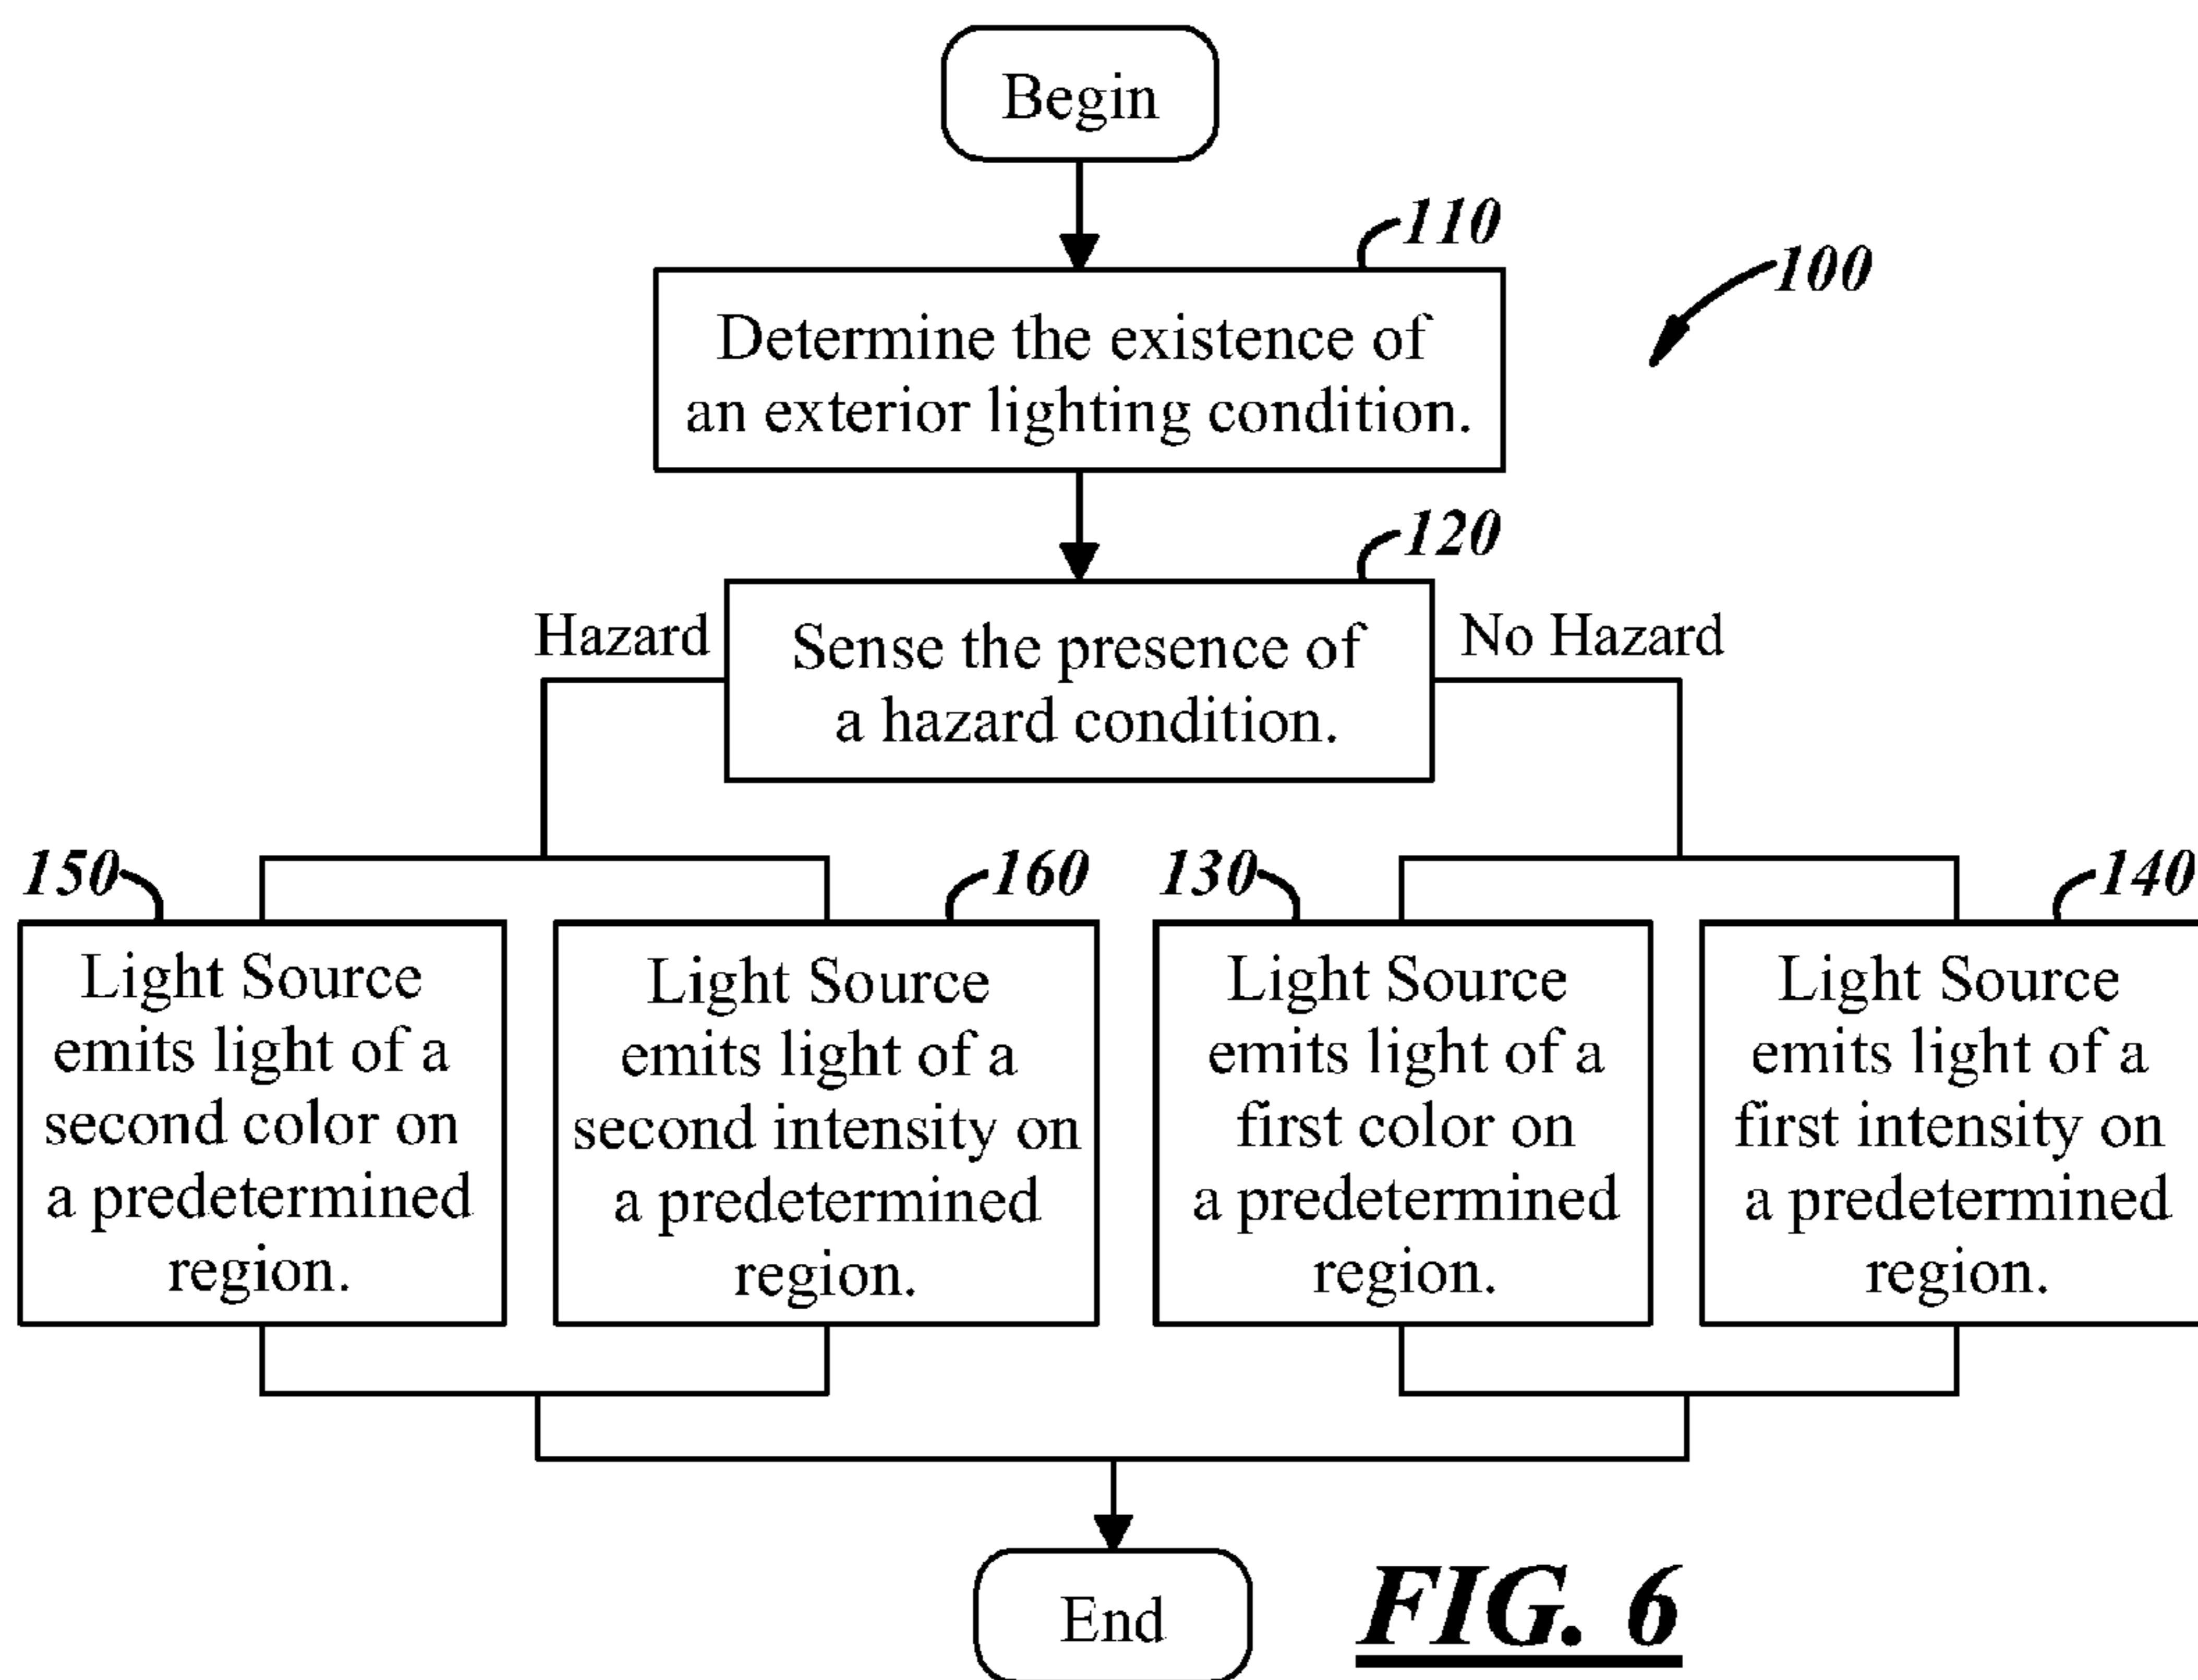 Begin
110
100
Determine the existence of
an exterior lighting condition.
120
Hazard
No Hazard
Sense the presence of
a hazard condition.
150
160
130
140
Light Source
emits light of a
second color on
a predetermined
region.
Light Source
emits light of a
second intensity on
a predetermined
region.
Light Source
emits light of a
first color on
a predetermined
region.
Light Source
emits light of a
first intensity on
a predetermined
region.
End
FIG. 6